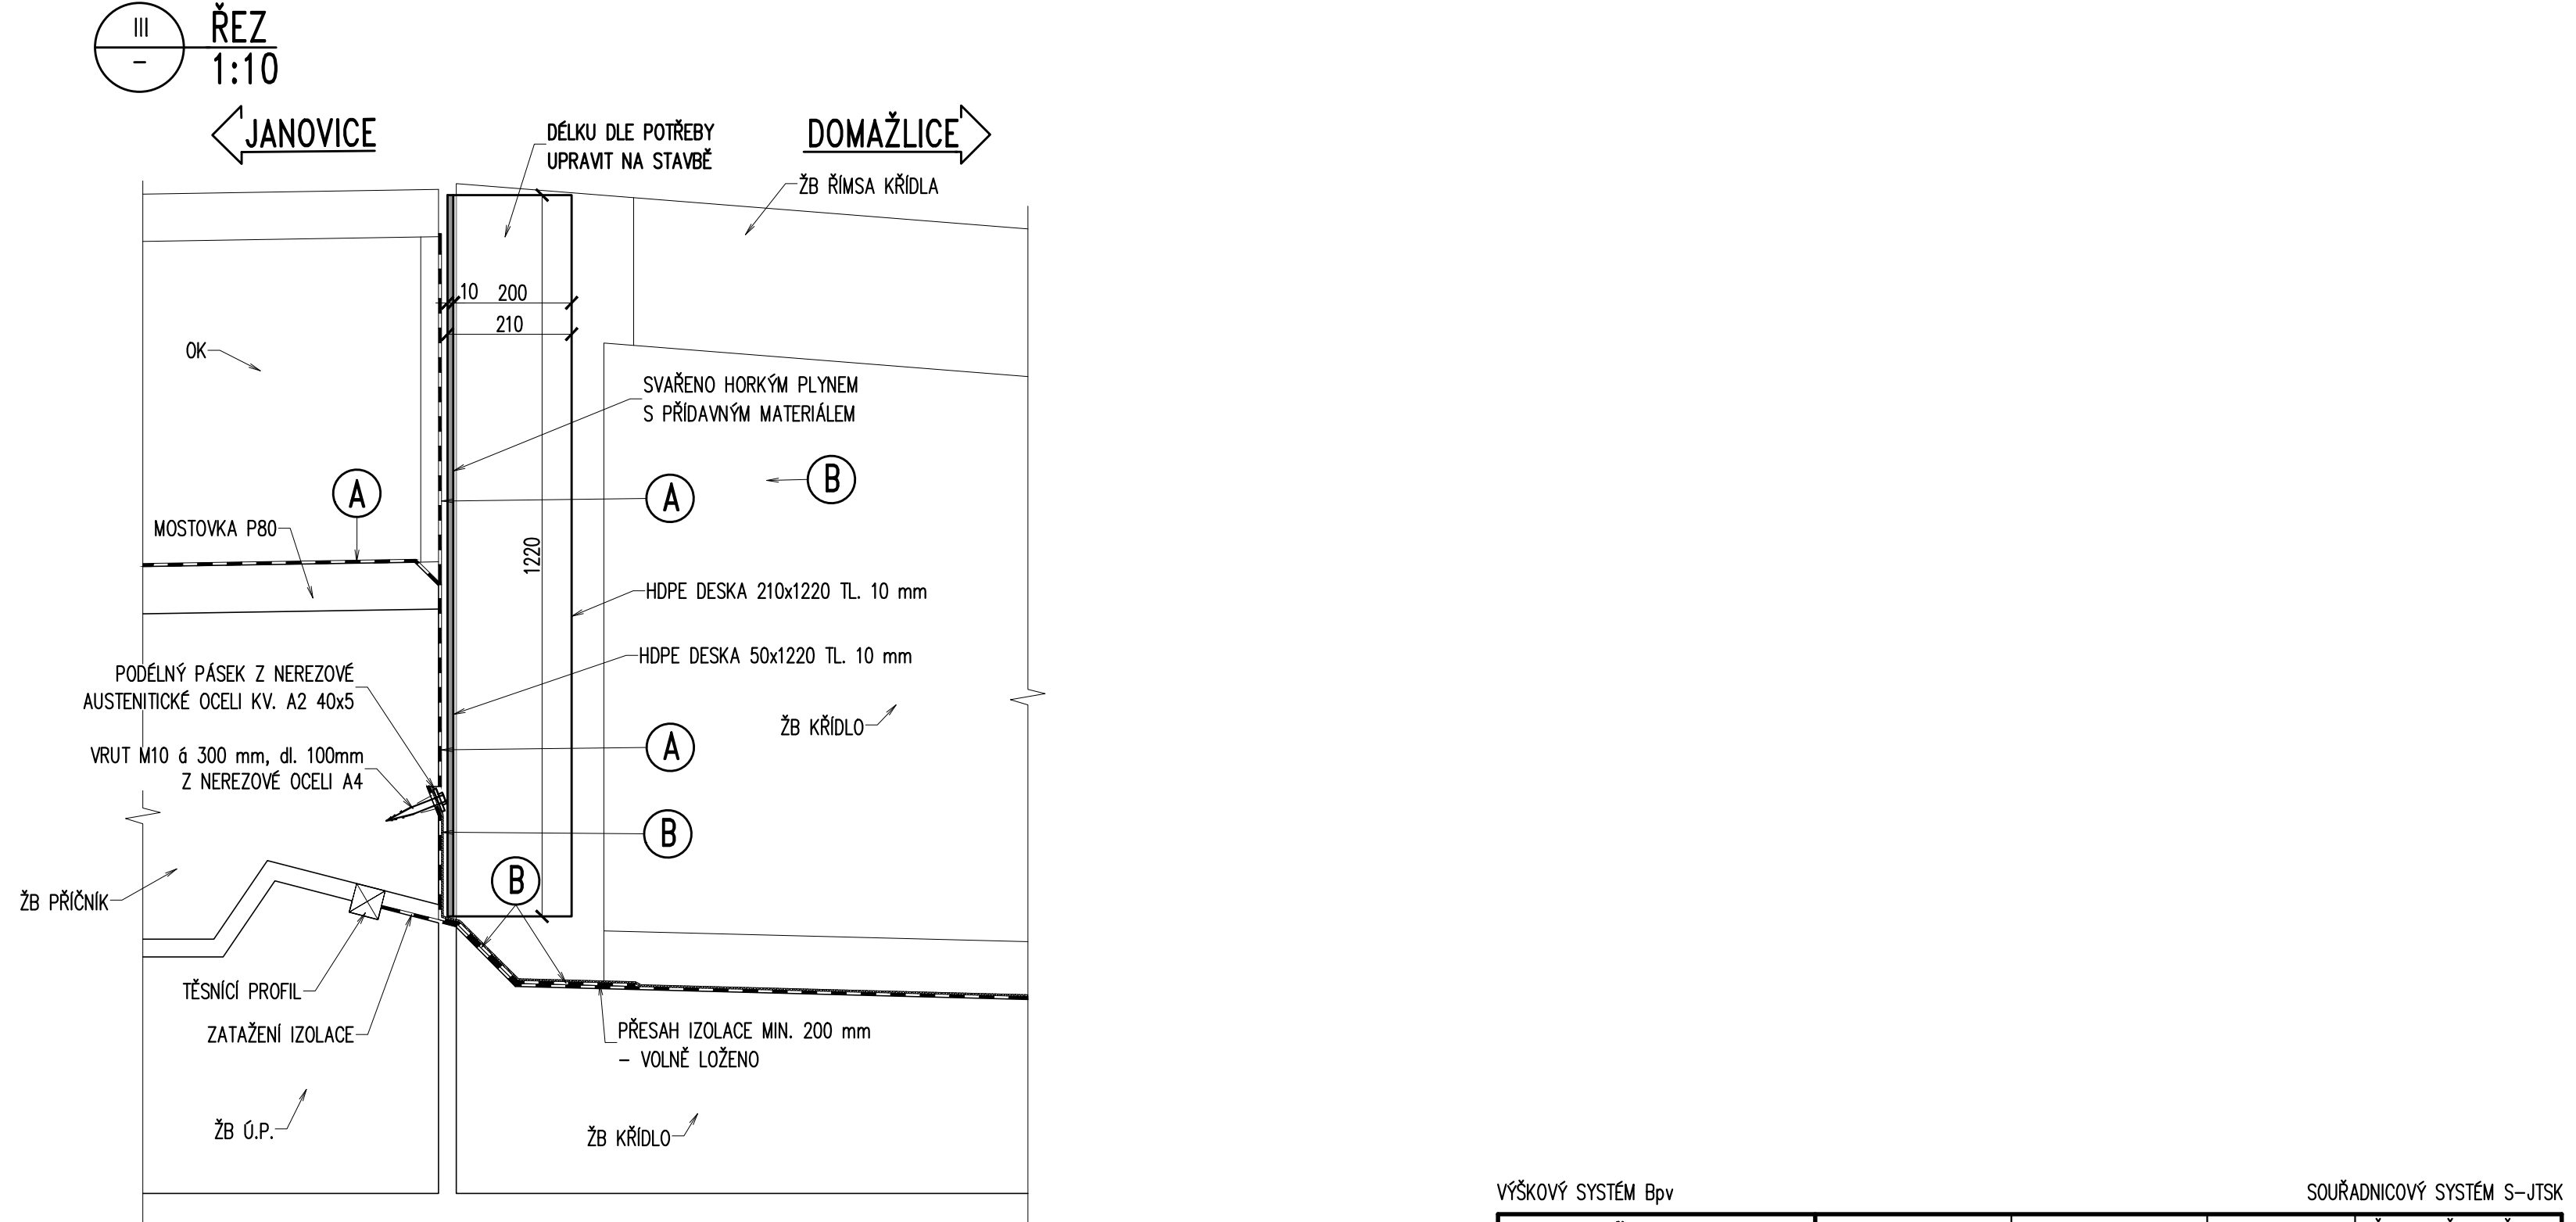 III
ŘEZ
–
1:10
JANOVICE
DÉLKU DLE POTŘEBY
UPRAVIT NA STAVBĚ
DOMAŽLICE
ŽB ŘÍMSA KŘÍDLA
10 200
210
OK
SVAŘENO HORKÝM PLYNEM
S PŘÍDAVNÝM MATERIÁLEM
A
A
B
MOSTOVKA P80
1220
HDPE DESKA 210x1220 TL. 10 mm
HDPE DESKA 50x1220 TL. 10 mm
PODÉLNÝ PÁSEK Z NEREZOVÉ
AUSTENITICKÉ OCELI KV. A2 40x5
ŽB KŘÍDLO
VRUT M10 á 300 mm, dl. 100mm
Z NEREZOVÉ OCELI A4
A
B
B
ŽB PŘÍČNÍK
TĚSNÍCÍ PROFIL
ZATAŽENÍ IZOLACE
PŘESAH IZOLACE MIN. 200 mm
– VOLNĚ LOŽENO
ŽB Ú.P.
ŽB KŘÍDLO
VÝŠKOVÝ SYSTÉM Bpv
SOUŘADNICOVÝ SYSTÉM S–JTSK